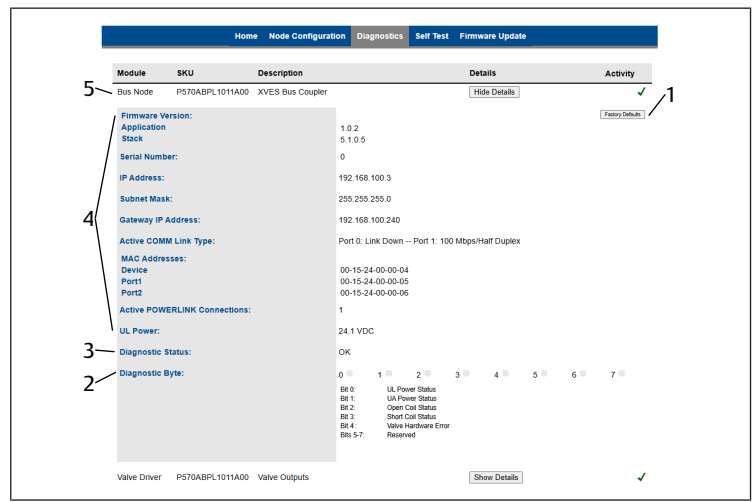 Home Node Configuration Diagnostics Self Test Firmware Update
Module SKU Description Details Activity
5 Bus Node P570ABPL1011A00 XVES Bus Coupler Hide Details ✓ 1
Firmware Version: Factory Defaults
Application 1.0.2
Stack 5.1.0.5
Serial Number: 0
IP Address: 192.168.100.3
Subnet Mask: 255.255.255.0
4 Gateway IP Address: 192.168.100.240
Active COMM Link Type: Port 0: Link Down -- Port 1: 100 Mbps/Half Duplex
MAC Addresses:
Device 00-15-24-00-00-04
Port1 00-15-24-00-00-05
Port2 00-15-24-00-00-06
Active POWERLINK Connections: 1
UL Power: 24.1 VDC
3 Diagnostic Status: OK
2 Diagnostic Byte: 0 1 2 3 4 5 6 7
Bit 0: UL Power Status
Bit 1: UA Power Status
Bit 2: Open Coil Status
Bit 3: Short Coil Status
Bit 4 : Valve Hardware Error
Bits 5-7: Reserved
Valve Driver P570ABPL1011A00 Valve Outputs Show Details ✓